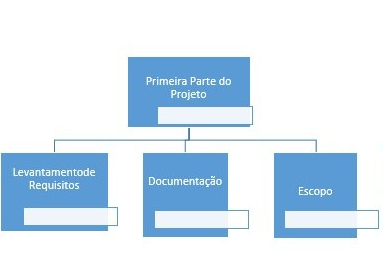 Primeira Parte do
Projeto
Levantamentode
Requisitos
Documentação
Escopo